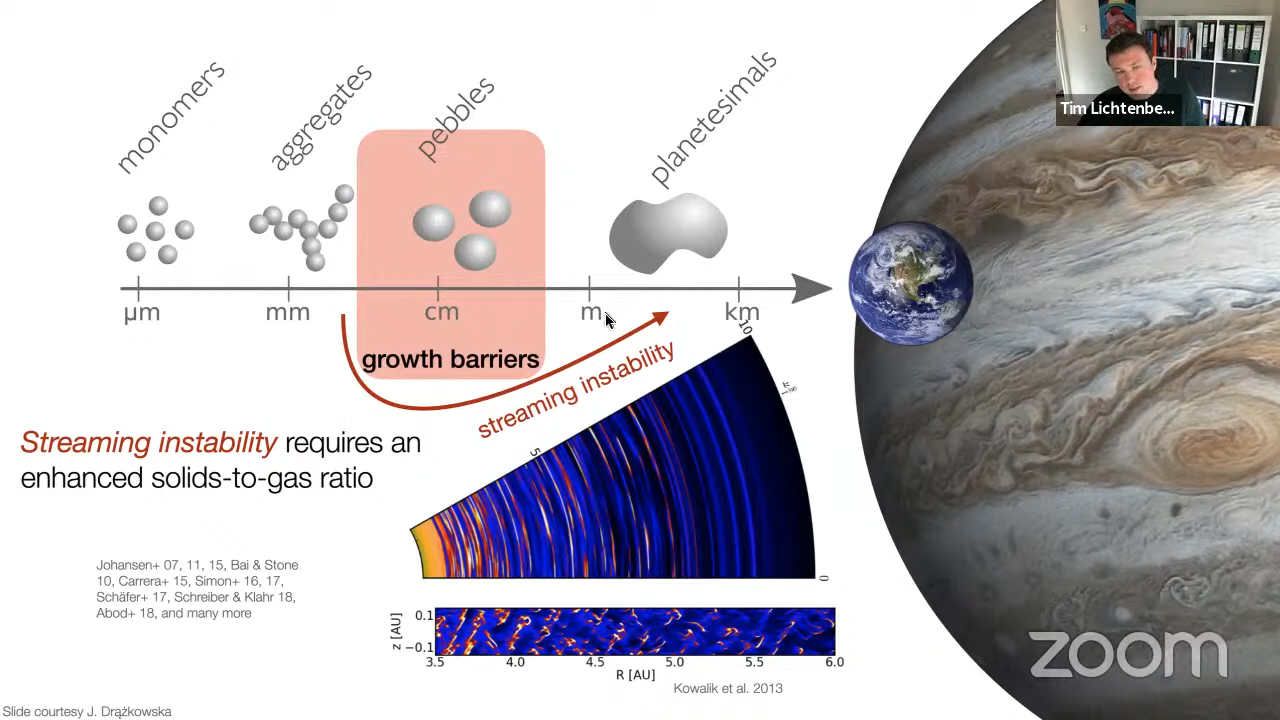 monomers
aggregates
pebbles
planetesimals
Tim Lichtenbe...
µm
mm
cm
m
km
growth barriers
streaming instability
Streaming instability requires an
enhanced solids-to-gas ratio
10
5
0
Johansen+ 07, 11, 15, Bai & Stone
10, Carrera+ 15, Simon+ 16, 17,
Schäfer+ 17, Schreiber & Klahr 18,
Abod+ 18, and many more
0.1
−0.1
z [AU]
3.5 4.0 4.5 5.0 5.5 6.0
R [AU]
Kowalik et al. 2013
zoom
Slide courtesy J. Drążkowska